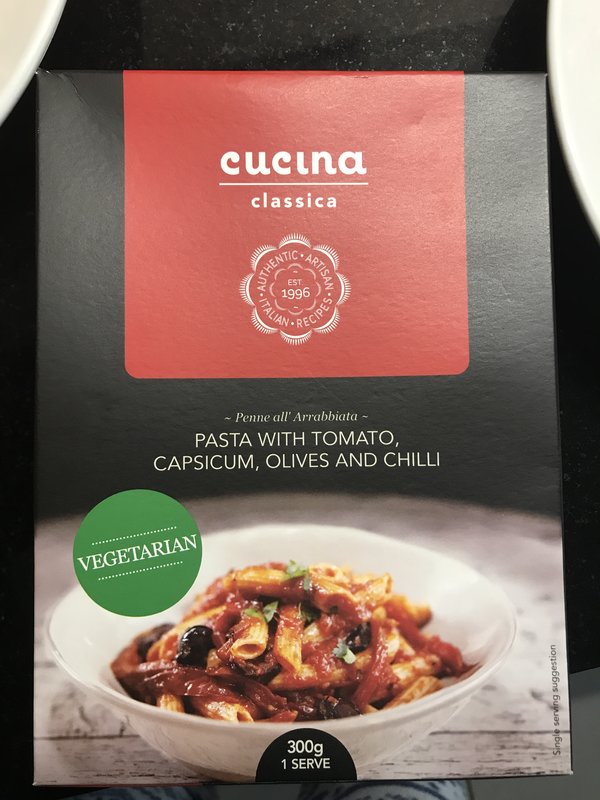 cucina
classica
AUTHENTIC • ARTISAN
EST.
1996
• ITALIAN • RECIPES •
~ Penne all' Arrabbiata ~
PASTA WITH TOMATO,
CAPSICUM, OLIVES AND CHILLI
VEGETARIAN
Single serving suggestion
300g
1 SERVE